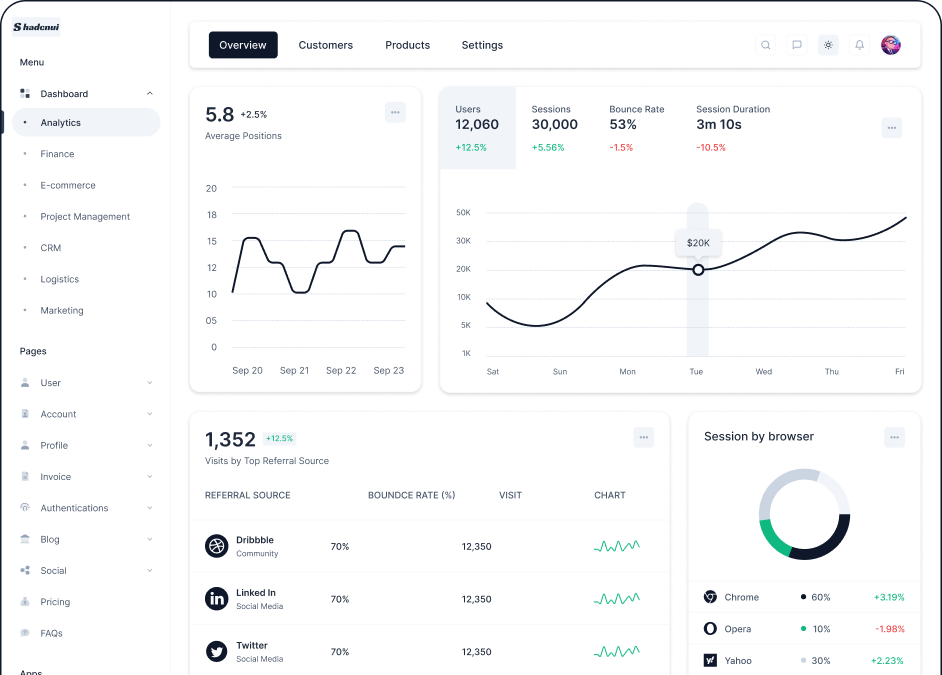 Shadcnui
Menu
Dashboard
Analytics
Finance
E-commerce
Project Management
CRM
Logistics
Marketing
Pages
User
Account
Profile
Invoice
Authentications
Blog
Social
Pricing
FAQs
Apps
Overview Customers Products Settings
5.8 +2.5%
Average Positions
20
18
15
12
10
05
0
Sep 20 Sep 21 Sep 22 Sep 23
Users Sessions Bounce Rate Session Duration
12,060 30,000 53% 3m 10s
+12.5% +5.56% -1.5% -10.5%
50K
30K
$20K
20K
10K
5K
1K
Sat Sun Mon Tue Wed Thu Fri
1,352 +12.5%
Visits by Top Referral Source
REFERRAL SOURCE BOUNDCE RATE (%) VISIT CHART
Dribbble
Community
70% 12,350
Linked In
Social Media
70% 12,350
Twitter
Social Media
70% 12,350
Session by browser
Chrome 60% +3.19%
Opera 10% -1.98%
Yahoo 30% +2.23%